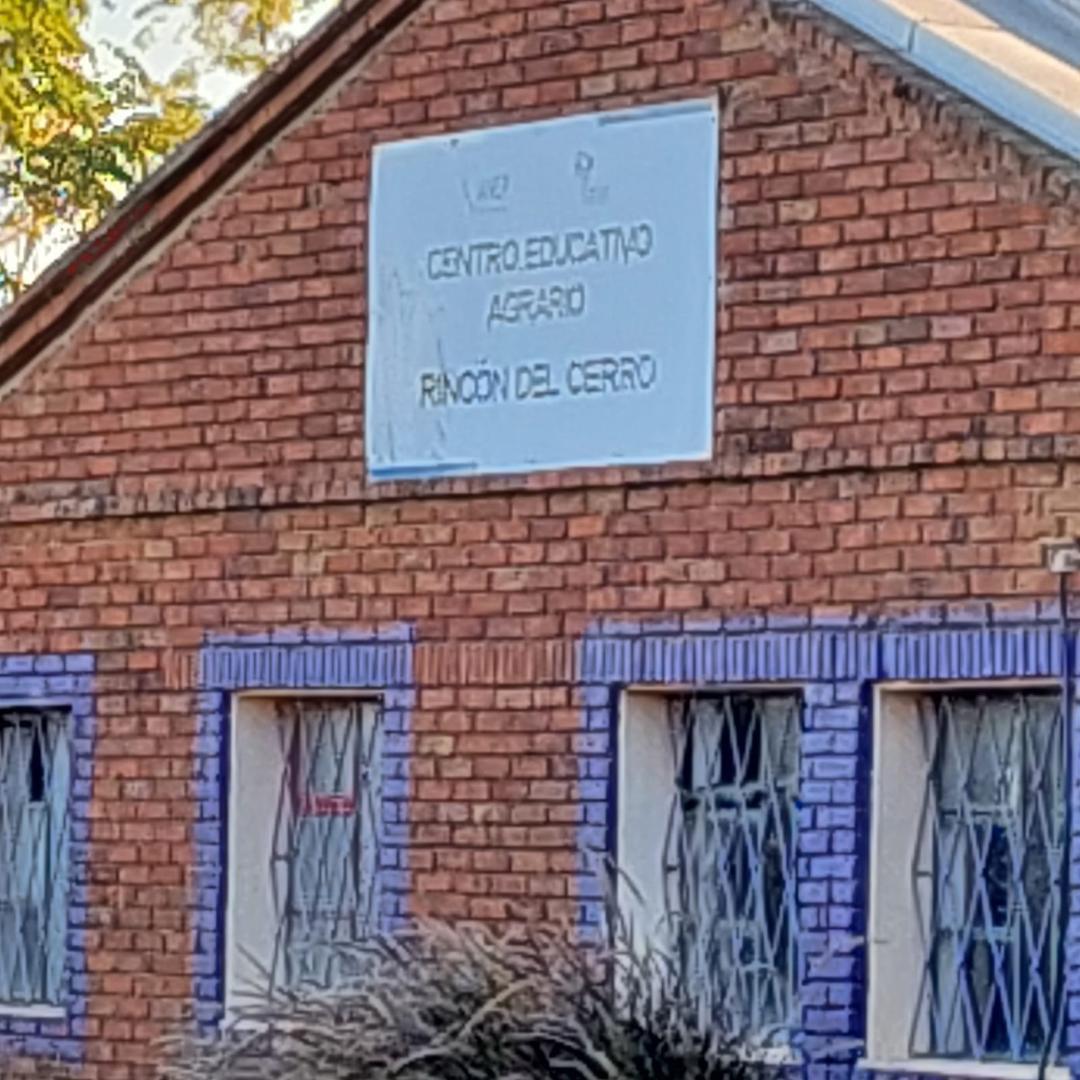 CENTRO EDUCATIVO
AGRARIO
RINCÓN DEL CERRO